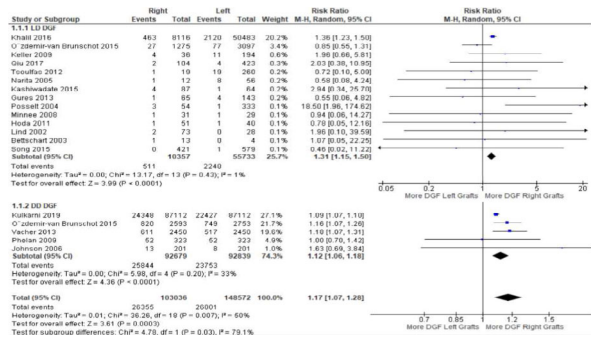 Right Left Risk Ratio Risk Ratio
Study or Subgroup Events Total Events Total Weight M-H, Random, 95% CI M-H, Random, 95% CI
1.1.1 LD DGF
Khalil 2016 463 8116 2120 50483 20.2% 1.36 [1.23, 1.50]
O¨zdemir-van Brunschot 2015 27 1275 77 3097 3.2% 0.85 [0.55, 1.31]
Keller 2009 4 36 11 194 0.6% 1.96 [0.66, 5.81]
Qiu 2017 2 104 4 423 0.2% 2.03 [0.38, 10.95]
Tsoulfas 2012 1 19 19 260 0.2% 0.72 [0.10, 5.09]
Narita 2005 1 12 8 56 0.2% 0.58 [0.08, 4.24]
Kashiwadate 2015 4 87 1 64 0.1% 2.94 [0.34, 25.70]
Gures 2013 1 65 4 143 0.1% 0.55 [0.06, 4.82]
Posselt 2004 3 54 1 333 0.1% 18.50 [1.96, 174.62]
Minnee 2008 1 31 1 29 0.1% 0.94 [0.06, 14.27]
Hoda 2011 1 51 1 40 0.1% 0.78 [0.05, 12.16]
Lind 2002 2 73 0 28 0.1% 1.96 [0.10, 39.59]
Bettschart 2003 1 13 0 4 0.1% 1.07 [0.05, 22.25]
Song 2015 0 421 1 579 0.1% 0.46 [0.02, 11.22]
Subtotal (95% CI) 10357 55733 25.7% 1.31 [1.15, 1.50]
Total events 511 2240
Heterogeneity: Tau² = 0.00; Chi² = 13.17, df = 13 (P = 0.43); I² = 1%
Test for overall effect: Z = 3.99 (P < 0.0001)
0.05 0.2 1 5 20
More DGF Left Grafts More DGF Right Grafts
1.1.2 DD DGF
Kulkarni 2019 24348 87112 22427 87112 27.1% 1.09 [1.07, 1.10]
O¨zdemir-van Brunschot 2015 820 2593 749 2753 22.8% 1.16 [1.07, 1.26]
Vacher 2013 611 2450 517 2450 21.0% 1.18 [1.07, 1.31]
Phelan 2009 52 323 52 323 5.5% 1.00 [0.70, 1.42]
Johnson 2006 13 201 8 201 0.9% 1.63 [0.69, 3.84]
Subtotal (95% CI) 92679 92839 74.3% 1.12 [1.06, 1.18]
Total events 25844 23753
Heterogeneity: Tau² = 0.00; Chi² = 5.98, df = 4 (P = 0.20); I² = 33%
Test for overall effect: Z = 4.36 (P < 0.0001)
Total (95% CI) 103036 148572 100.0% 1.17 [1.07, 1.28]
Total events 26355 26001
Heterogeneity: Tau² = 0.01; Chi² = 36.26, df = 18 (P = 0.007); I² = 50%
Test for overall effect: Z = 3.61 (P = 0.0003)
Test for subgroup differences: Chi² = 4.78, df = 1 (P = 0.03), I² = 79.1%
0.7 0.85 1 1.2 1.5
More DGF Left Grafts More DGF Right Grafts